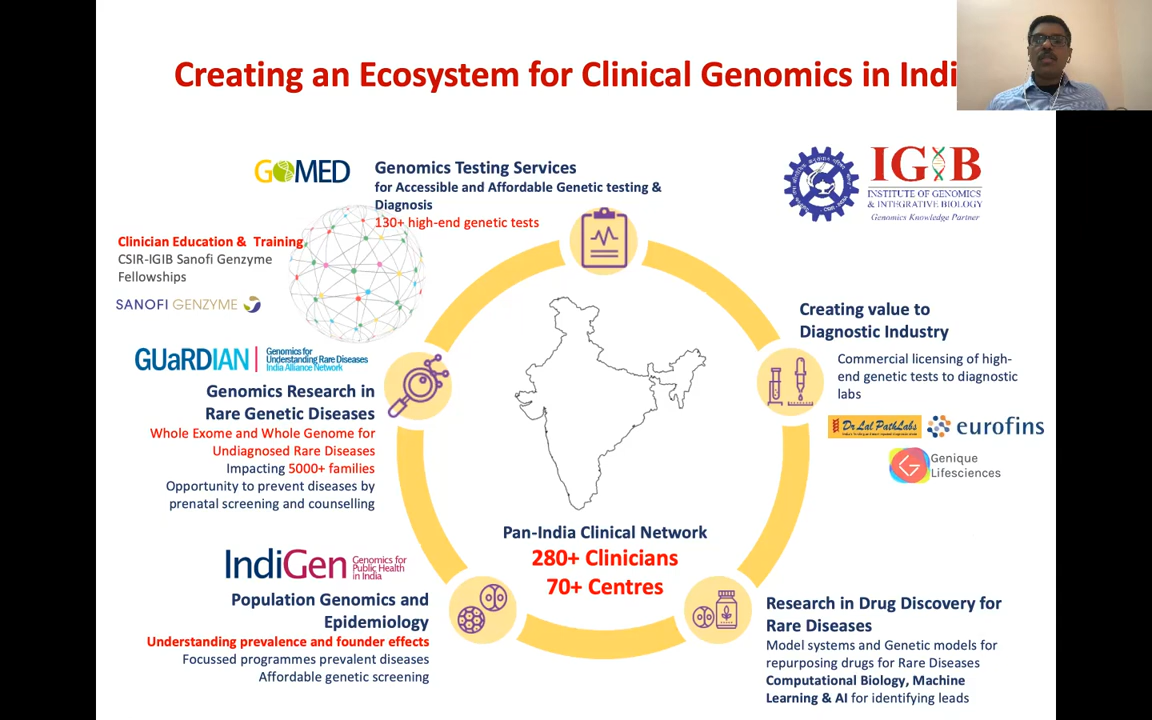 Creating an Ecosystem for Clinical Genomics in Indi
GOMED
Genomics Testing Services
for Accessible and Affordable Genetic testing &
Diagnosis
130+ high-end genetic tests
IGIB
INSTITUTE OF GENOMICS
& INTEGRATIVE BIOLOGY
Genomics Knowledge Partner
Clinician Education & Training
CSIR-IGIB Sanofi Genzyme
Fellowships
SANOFI GENZYME
Creating value to
Diagnostic Industry
Commercial licensing of high-
end genetic tests to diagnostic
labs
Dr Lal PathLabs
eurofins
Genique
Lifesciences
GUaRDIAN
Genomics for
Understanding Rare Diseases
India Alliance Network
Genomics Research in
Rare Genetic Diseases
Whole Exome and Whole Genome for
Undiagnosed Rare Diseases
Impacting 5000+ families
Opportunity to prevent diseases by
prenatal screening and counselling
Pan-India Clinical Network
280+ Clinicians
70+ Centres
IndiGen
Genomics for
Public Health
in India
Population Genomics and
Epidemiology
Understanding prevalence and founder effects
Focussed programmes prevalent diseases
Affordable genetic screening
Research in Drug Discovery for
Rare Diseases
Model systems and Genetic models for
repurposing drugs for Rare Diseases
Computational Biology, Machine
Learning & AI for identifying leads